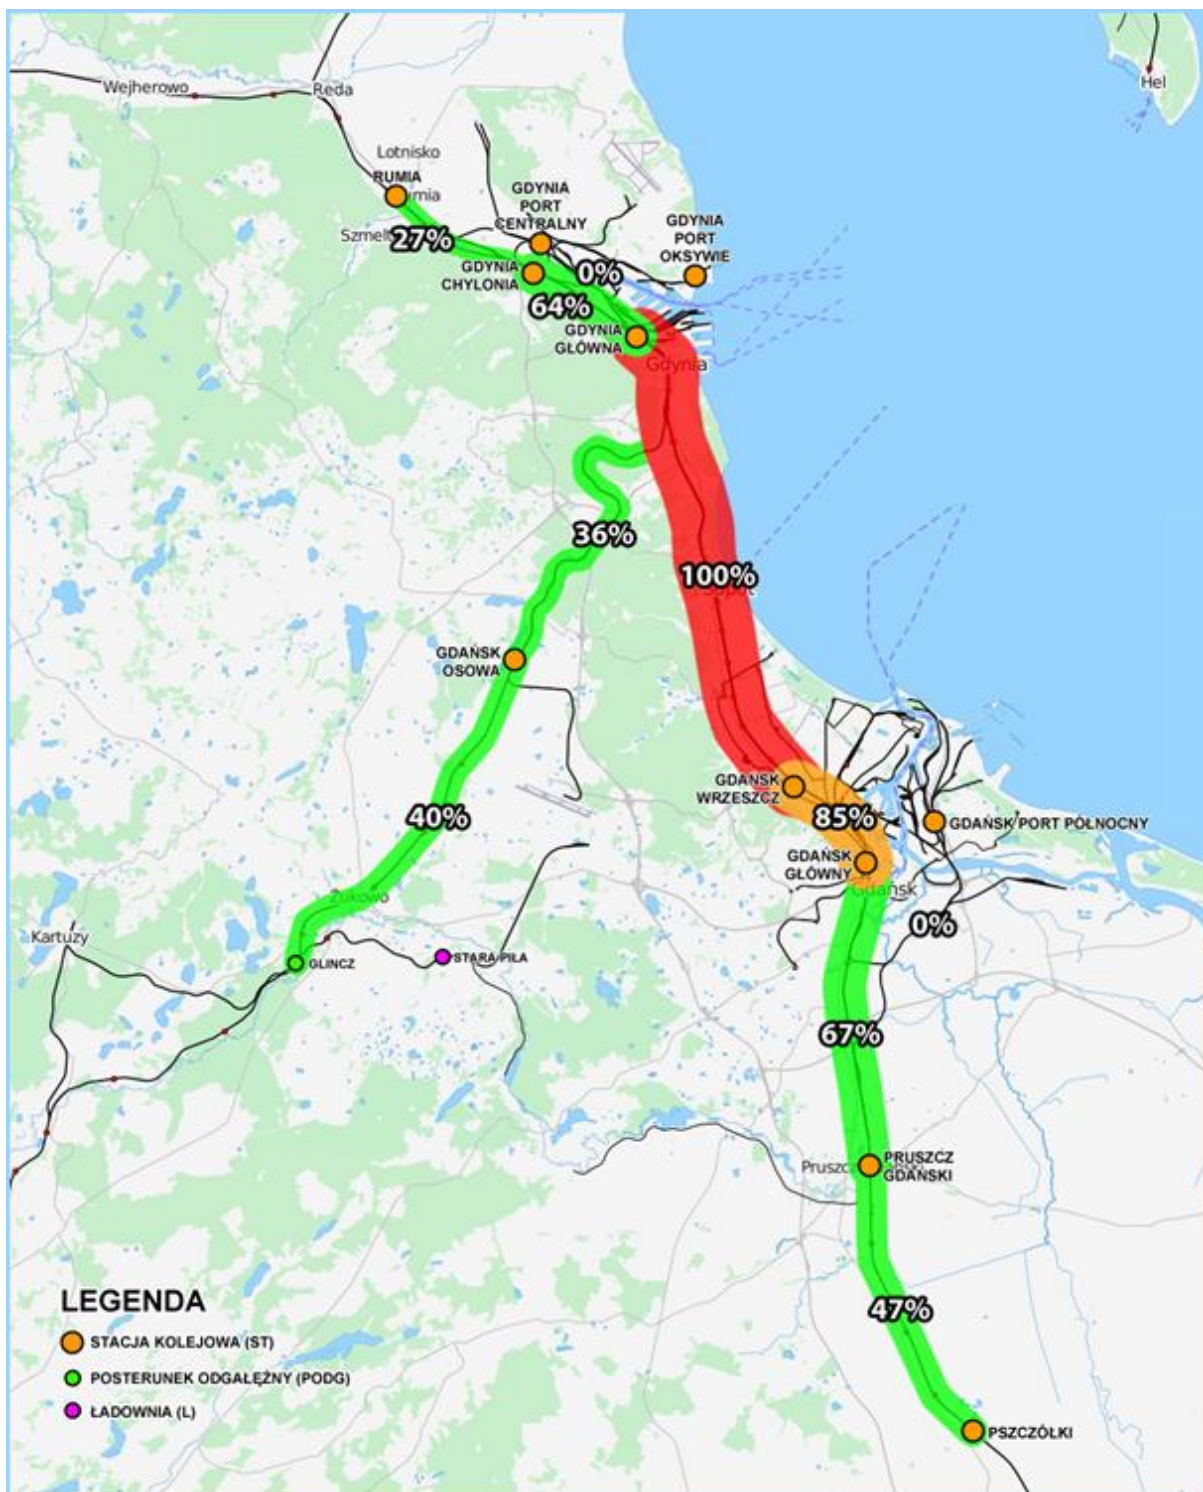 Hel
Wejherowo
Reda
Lotnisko
RUMIA
GDYNIA
PORT
CENTRALNY
GDYNIA
PORT
OKSYWIE
27%
GDYNIA
CHYLONIA
0%
64%
GDYNIA
GŁÓWNA
Gdynia
36%
100%
GDAŃSK
OSOWA
GDAŃSK
WRZESZCZ
85%
GDAŃSK PORT PÓŁNOCNY
40%
GDAŃSK
GŁÓWNY
Gdańsk
Żukowo
0%
Kartuzy
GLINCZ
STARA PIŁA
67%
PRUSZCZ
GDAŃSKI
47%
PSZCZÓŁKI
LEGENDA
STACJA KOLEJOWA (ST)
POSTERUNEK ODGAŁĘŹNY (PODG)
ŁADOWNIA (L)